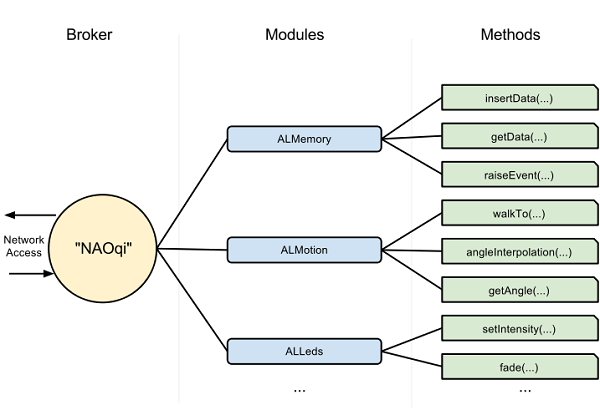 Broker
Modules
Methods
Network
Access
"NAOqi"
ALMemory
insertData(...)
getData(...)
raiseEvent(...)
ALMotion
walkTo(...)
angleInterpolation(...)
getAngle(...)
ALLeds
setIntensity(...)
fade(...)
...
...